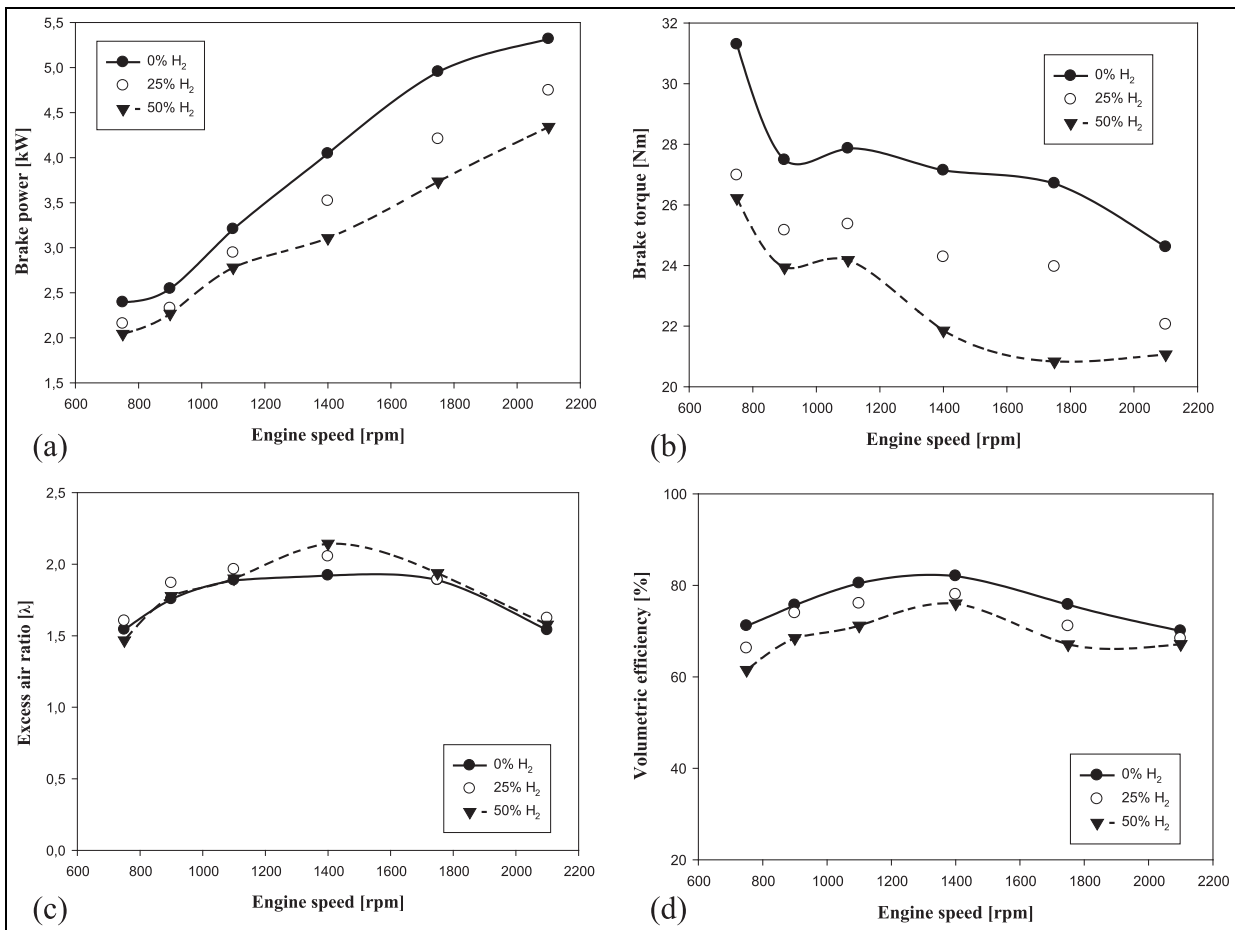 5,5
5,0
4,5
4,0
3,5
3,0
2,5
2,0
1,5
Brake power [kW]
0% H₂
25% H₂
50% H₂
600 800 1000 1200 1400 1600 1800 2000 2200
Engine speed [rpm]
(a)
32
30
28
26
24
22
20
Brake torque [Nm]
0% H₂
25% H₂
50% H₂
600 800 1000 1200 1400 1600 1800 2000 2200
Engine speed [rpm]
(b)
2,5
2,0
1,5
1,0
0,5
0,0
Excess air ratio [λ]
0% H₂
25% H₂
50% H₂
600 800 1000 1200 1400 1600 1800 2000 2200
Engine speed [rpm]
(c)
100
80
60
40
20
Volumetric efficiency [%]
0% H₂
25% H₂
50% H₂
600 800 1000 1200 1400 1600 1800 2000 2200
Engine speed [rpm]
(d)